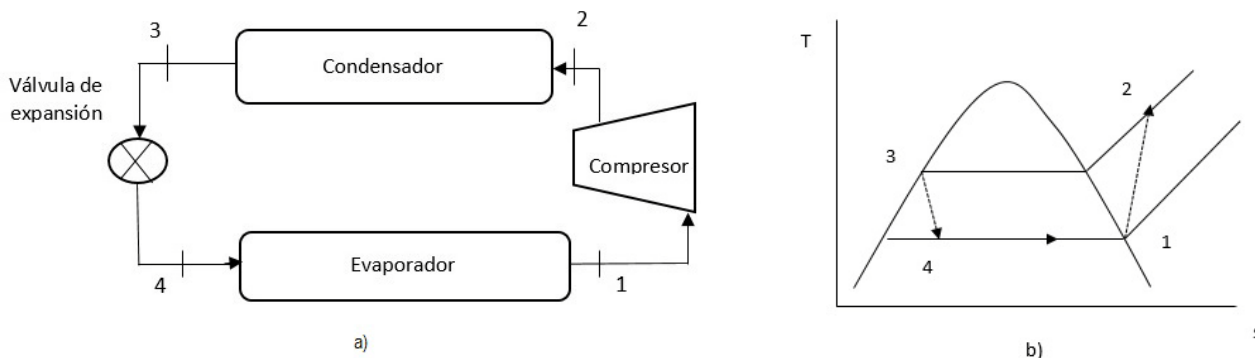 3
2
Condensador
Válvula de
expansión
Compresor
Evaporador
4
1
a)
T
2
3
1
4
s
b)